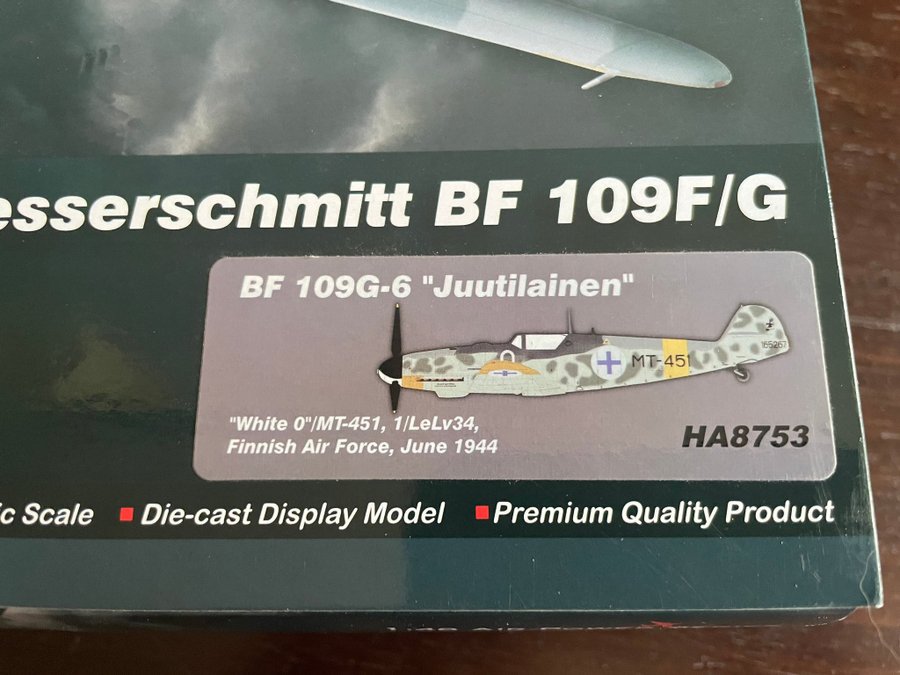 esserschmitt BF 109F/G
BF 109G-6 "Juutilainen"
MT-451
165267
"White 0"/MT-451, 1/LeLv34,
Finnish Air Force, June 1944
HA8753
ic Scale ■ Die-cast Display Model ■ Premium Quality Product